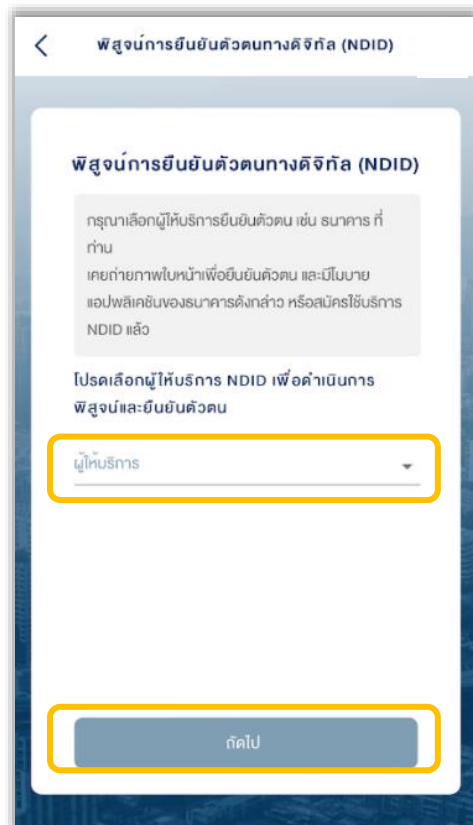 พิสูจน์การยืนยันตัวตนทางดิจิทัล (NDID)
พิสูจน์การยืนยันตัวตนทางดิจิทัล (NDID)
กรุณาเลือกผู้ให้บริการยืนยันตัวตน เช่น ธนาคาร ที่
ท่าน
เคยถ่ายภาพใบหน้าเพื่อยืนยันตัวตน และมีโมบาย
แอปพลิเคชันของธนาคารดังกล่าว หรือสมัครใช้บริการ
NDID แล้ว
โปรดเลือกผู้ให้บริการ NDID เพื่อดำเนินการ
พิสูจน์และยืนยันตัวตน
ผู้ให้บริการ
ถัดไป